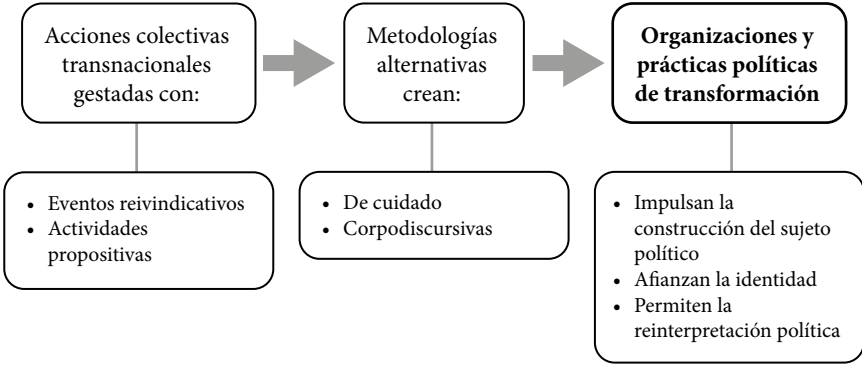 Acciones colectivas
transnacionales
gestadas con:
Metodologías
alternativas
crean:
Organizaciones y
prácticas políticas
de transformación
• Eventos reivindicativos
• Actividades
propositivas
• De cuidado
• Corpodiscursivas
• Impulsan la
construcción del sujeto
político
• Afianzan la identidad
• Permiten la
reinterpretación política